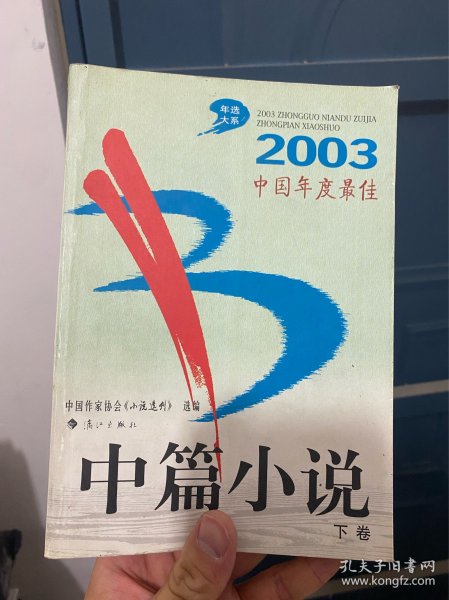 年选
大系
2003 ZHONGGUO NIANDU ZUIJIA
ZHONGPIAN XIAOSHUO
2003
中国年度最佳
中国作家协会《小说选刊》 选编
漓江出版社
中篇小说
下卷
孔夫子旧书网
www.kongfz.com